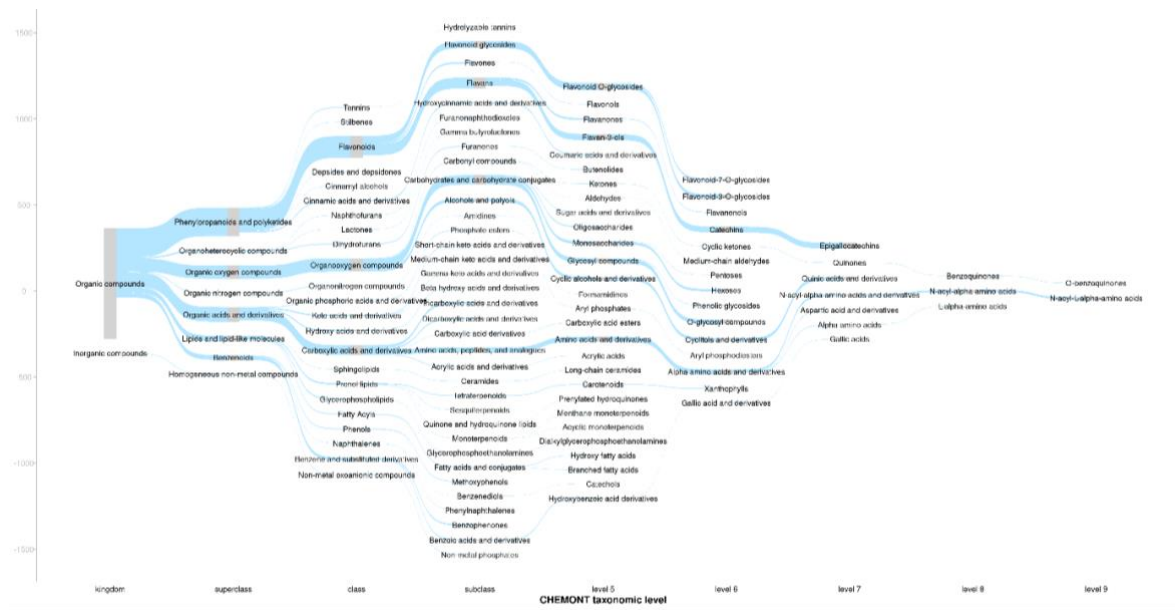 1500
1000
500
0
-500
-1000
-1500
Organic compounds
Inorganic compounds
Phenylpropanoids and polyketides
Organoheterocyclic compounds
Organic oxygen compounds
Organic nitrogen compounds
Organic acids and derivatives
Lipids and lipid-like molecules
Benzenoids
Homogeneous non-metal compounds
Tannins
Stilbenes
Flavonoids
Depsides and depsidones
Cinnamyl alcohols
Cinnamic acids and derivatives
Naphthofurans
Lactones
Dihydrofurans
Organooxygen compounds
Organonitrogen compounds
Organic phosphoric acids and derivatives
Keto acids and derivatives
Hydroxy acids and derivatives
Carboxylic acids and derivatives
Sphingolipids
Prenol lipids
Glycerophospholipids
Fatty Acyls
Phenols
Naphthalenes
Benzene and substituted derivatives
Non-metal oxoanionic compounds
Hydrolyzable tannins
Flavonoid glycosides
Flavones
Flavans
Hydroxycinnamic acids and derivatives
Furanonaphthodioxoles
Gamma butyrolactones
Furanones
Carbonyl compounds
Carbohydrates and carbohydrate conjugates
Alcohols and polyols
Amidines
Phosphate esters
Short-chain keto acids and derivatives
Medium-chain keto acids and derivatives
Gamma-keto acids and derivatives
Beta hydroxy acids and derivatives
Tricarboxylic acids and derivatives
Dicarboxylic acids and derivatives
Carboxylic acid derivatives
Amino acids, peptides, and analogues
Acrylic acids and derivatives
Ceramides
Tetraterpenoids
Sesquiterpenoids
Quinone and hydroquinone lipids
Monoterpenoids
Glycerophosphoethanolamines
Fatty acids and conjugates
Methoxyphenols
Benzenediols
Phenylnaphthalenes
Benzophenones
Benzoic acids and derivatives
Non-metal phosphates
Flavonoid O-glycosides
Flavonols
Flavanones
Flavan-3-ols
Coumaric acids and derivatives
Butenolides
Ketones
Aldehydes
Sugar acids and derivatives
Oligosaccharides
Monosaccharides
Glycosyl compounds
Cyclic alcohols and derivatives
Formamidines
Aryl phosphates
Carboxylic acid esters
Amino acids and derivatives
Acrylic acids
Long-chain ceramides
Carotenoids
Prenylated hydroquinones
Menthane monoterpenoids
Acyclic monoterpenoids
Diacylglycerophosphoethanolamines
Hydroxy fatty acids
Branched fatty acids
Catechols
Hydroxybenzoic acid derivatives
Flavonoid-7-O-glycosides
Flavonoid-3-O-glycosides
Flavanonols
Catechins
Cyclic ketones
Medium-chain aldehydes
Pentoses
Hexoses
Phenolic glycosides
O-glycosyl compounds
Cyclitols and derivatives
Aryl phosphodiesters
Alpha amino acids and derivatives
Xanthophylls
Gallic acid and derivatives
Epigallocatechins
Quinones
Quinic acids and derivatives
N-acyl-alpha amino acids and derivatives
Aspartic acid and derivatives
Alpha amino acids
Gallic acids
Benzoquinones
N-acyl-alpha amino acids
L-alpha amino acids
O-benzoquinones
N-acyl-L-alpha-amino acids
kingdom
superclass
class
subclass
level 5
level 6
level 7
level 8
level 9
CHEMONT taxonomic level